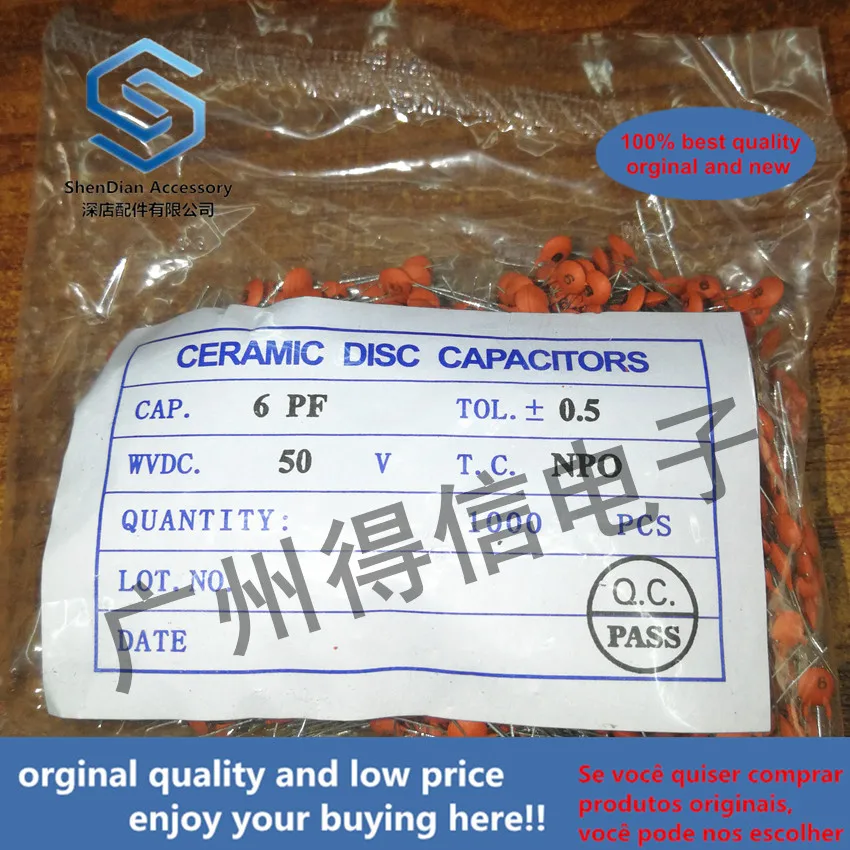 ShenDian Accessory
深店配件有限公司
100% best quality
orginal and new
CERAMIC DISC CAPACITORS
CAP. 6 PF TOL. ± 0.5
WVDC. 50 V T.C. NPO
QUANTITY: 1000 PCS
LOT.NO.
DATE
Q.C.
PASS
广州得信电子
orginal quality and low price
enjoy your buying here!!
Se você quiser comprar
produtos originais,
você pode nos escolher